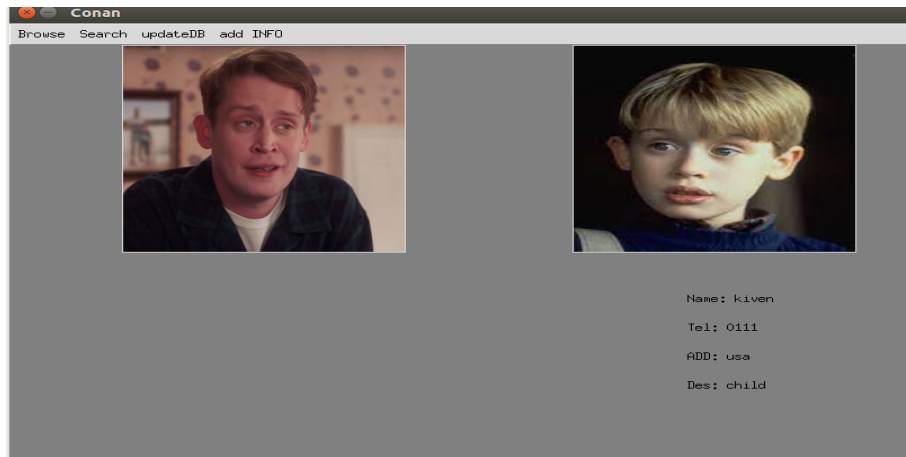 Conan
Browse Search updateDB add INFO
Name: kiven
Tel: 0111
ADD: usa
Des: child